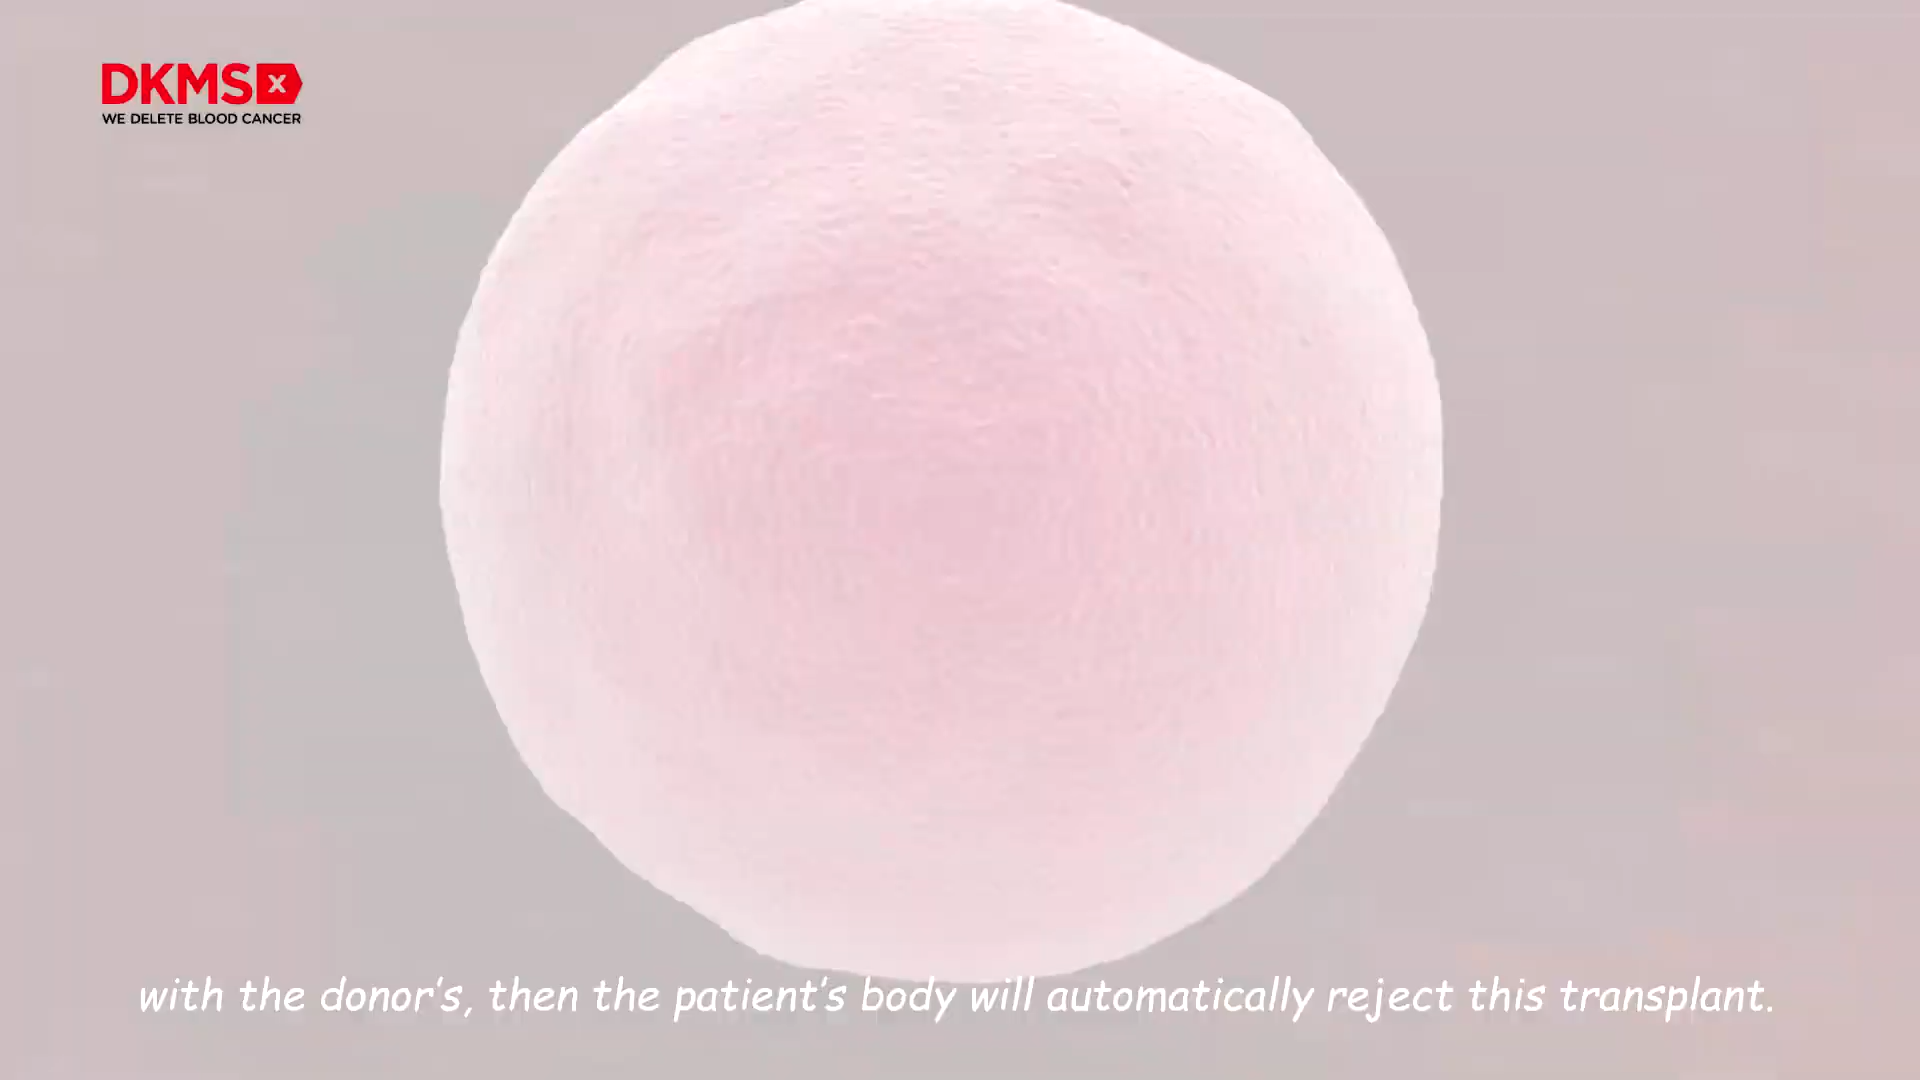 DKMS x
WE DELETE BLOOD CANCER
with the donor's, then the patient's body will automatically reject this transplant.